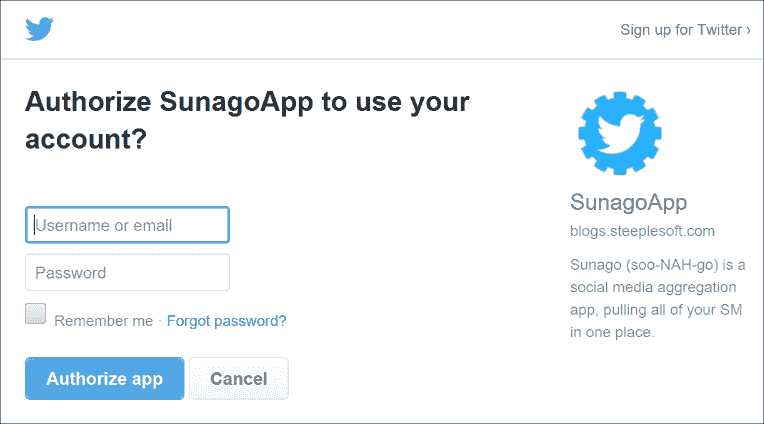 Sign up for Twitter ›
Authorize SunagoApp to use your
account?
Username or email
Password
Remember me · Forgot password?
Authorize app
Cancel
SunagoApp
blogs.steeplesoft.com
Sunago (soo-NAH-go) is a
social media aggregation
app, pulling all of your SM
in one place.